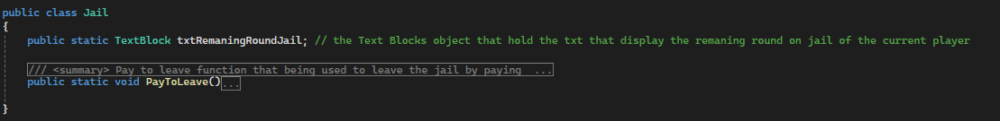 public class Jail
{
public static TextBlock txtRemaningRoundJail; // the Text Blocks object that hold the txt that display the remaning round on jail of the current player
/// <summary> Pay to leave function that being used to leave the jail by paying ...
public static void PayToLeave()...
}